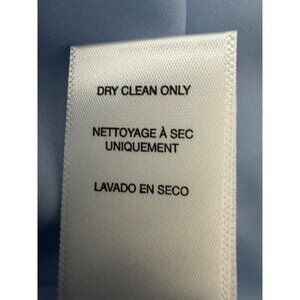 DRY CLEAN ONLY
NETTOYAGE À SEC
UNIQUEMENT
LAVADO EN SECO